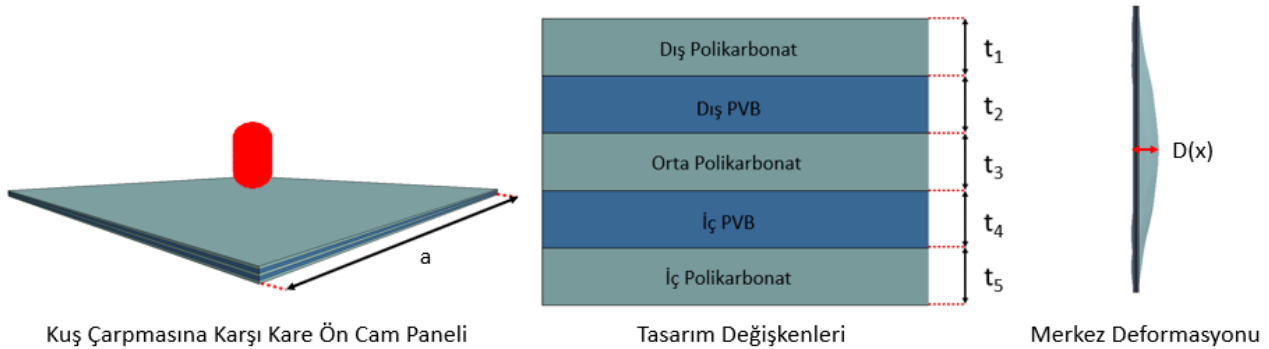 Dış Polikarbonat
t₁
Dış PVB
t₂
Orta Polikarbonat
t₃
İç PVB
t₄
İç Polikarbonat
t₅
a
D(x)
Kuş Çarpmasına Karşı Kare Ön Cam Paneli
Tasarım Değişkenleri
Merkez Deformasyonu